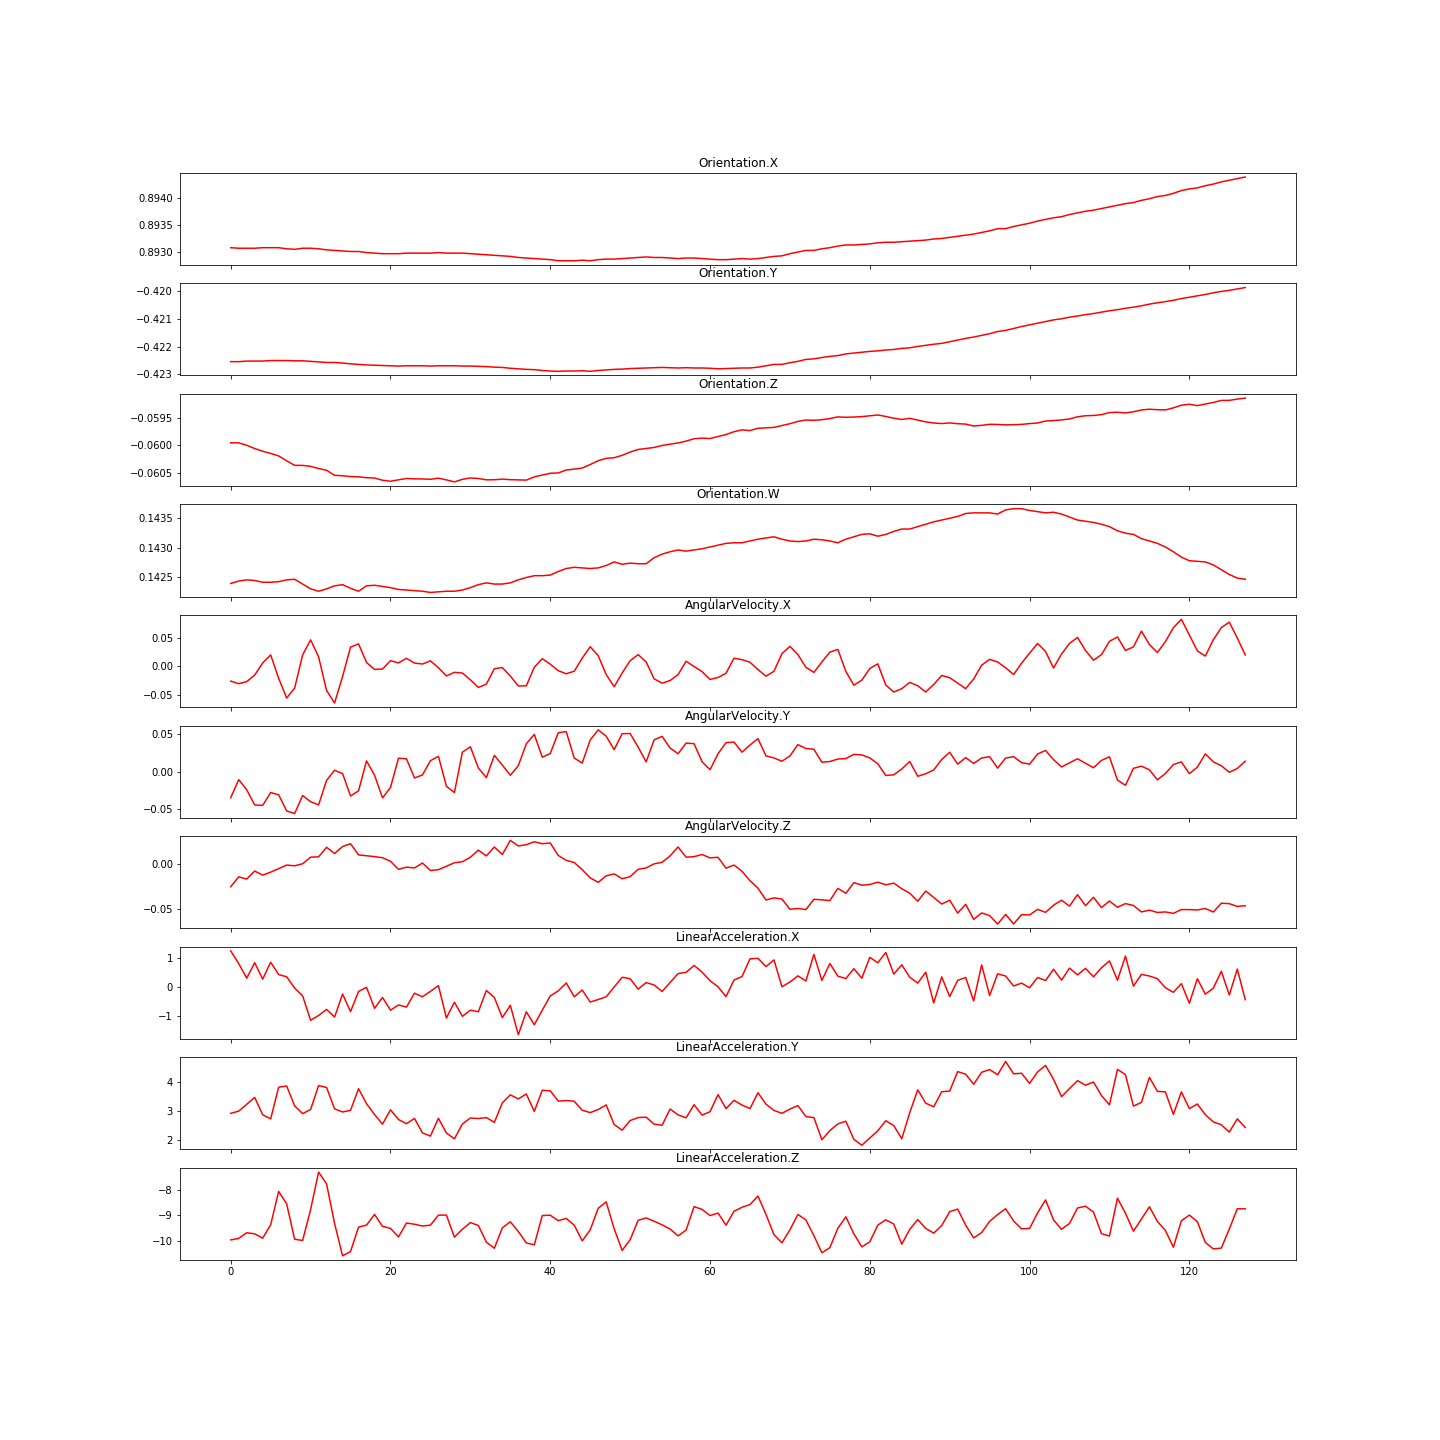 Orientation.X
0.8940
0.8935
0.8930
Orientation.Y
−0.420
−0.421
−0.422
−0.423
Orientation.Z
−0.0595
−0.0600
−0.0605
Orientation.W
0.1435
0.1430
0.1425
AngularVelocity.X
0.05
0.00
−0.05
AngularVelocity.Y
0.05
0.00
−0.05
AngularVelocity.Z
0.00
−0.05
LinearAcceleration.X
1
0
−1
LinearAcceleration.Y
4
3
2
LinearAcceleration.Z
−8
−9
−10
0 20 40 60 80 100 120